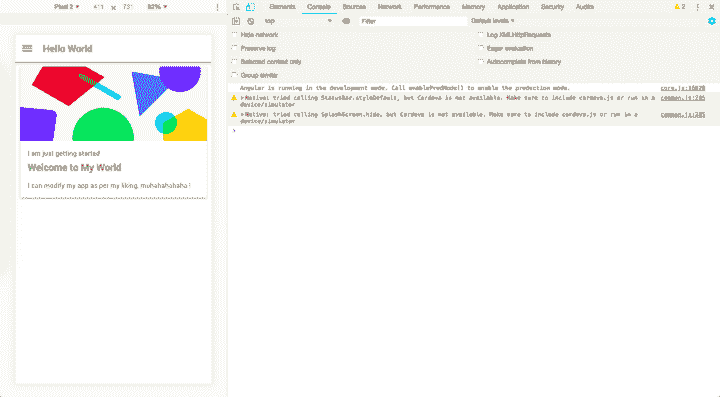 Pixel 2 ▾ 411 × 731 82% ▾
Elements Console Sources Network Performance Memory Application Security Audits 2
top Filter Default levels ▾
Hide network Log XMLHttpRequests
Preserve log Eager evaluation
Selected context only Autocomplete from history
Group similar
Angular is running in the development mode. Call enableProdMode() to enable the production mode.
Native: tried calling StatusBar.styleDefault, but Cordova is not available. Make sure to include cordova.js or run in a common.js:285
device/simulator
Native: tried calling SplashScreen.hide, but Cordova is not available. Make sure to include cordova.js or run in a common.js:285
device/simulator
Hello World
I am just getting started
Welcome to My World
I can modify my app as per my liking, muhahahahaha !